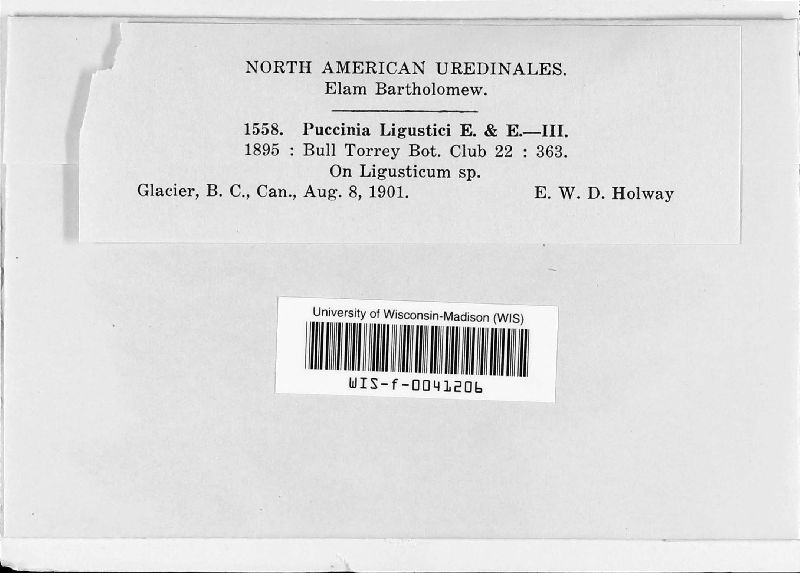 NORTH AMERICAN UREDINALES.
Elam Bartholomew.
1558. Puccinia Ligustici E. & E.—III.
1895 : Bull Torrey Bot. Club 22 : 363.
On Ligusticum sp.
Glacier, B. C., Can., Aug. 8, 1901. E. W. D. Holway
University of Wisconsin-Madison (WIS)
WIS-f-0041206